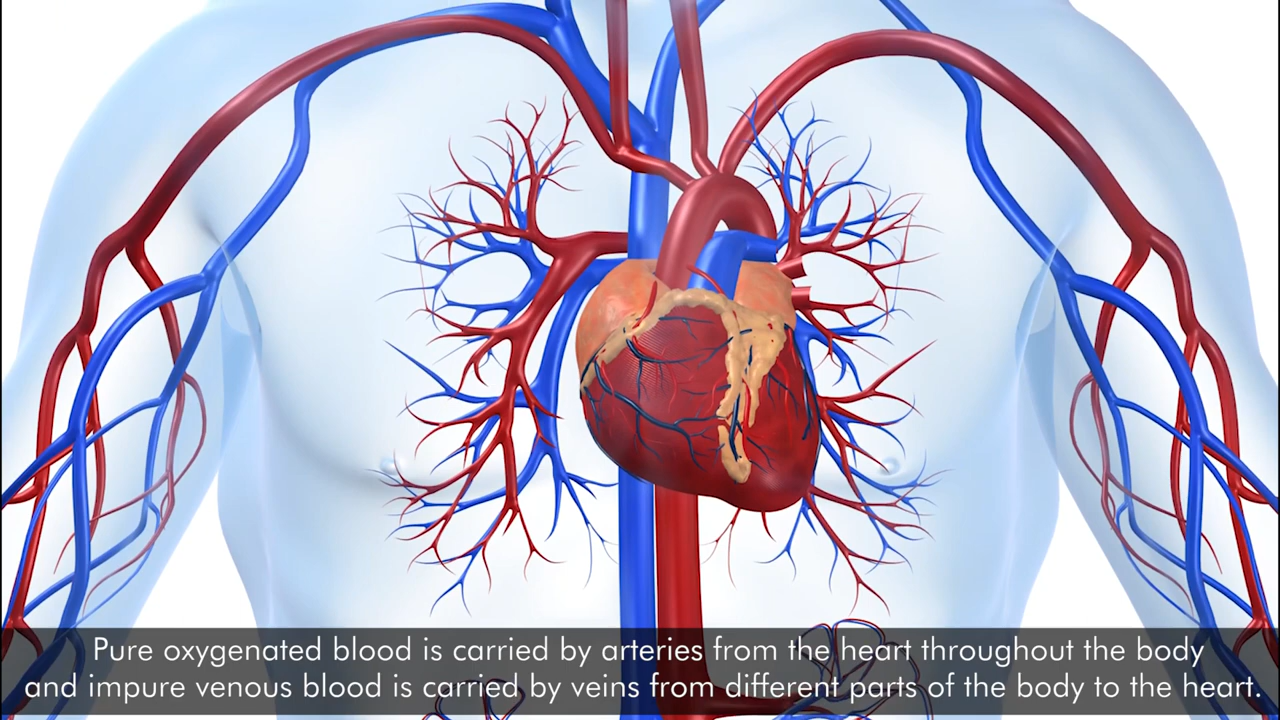 Pure oxygenated blood is carried by arteries from the heart throughout the body
and impure venous blood is carried by veins from different parts of the body to the heart.